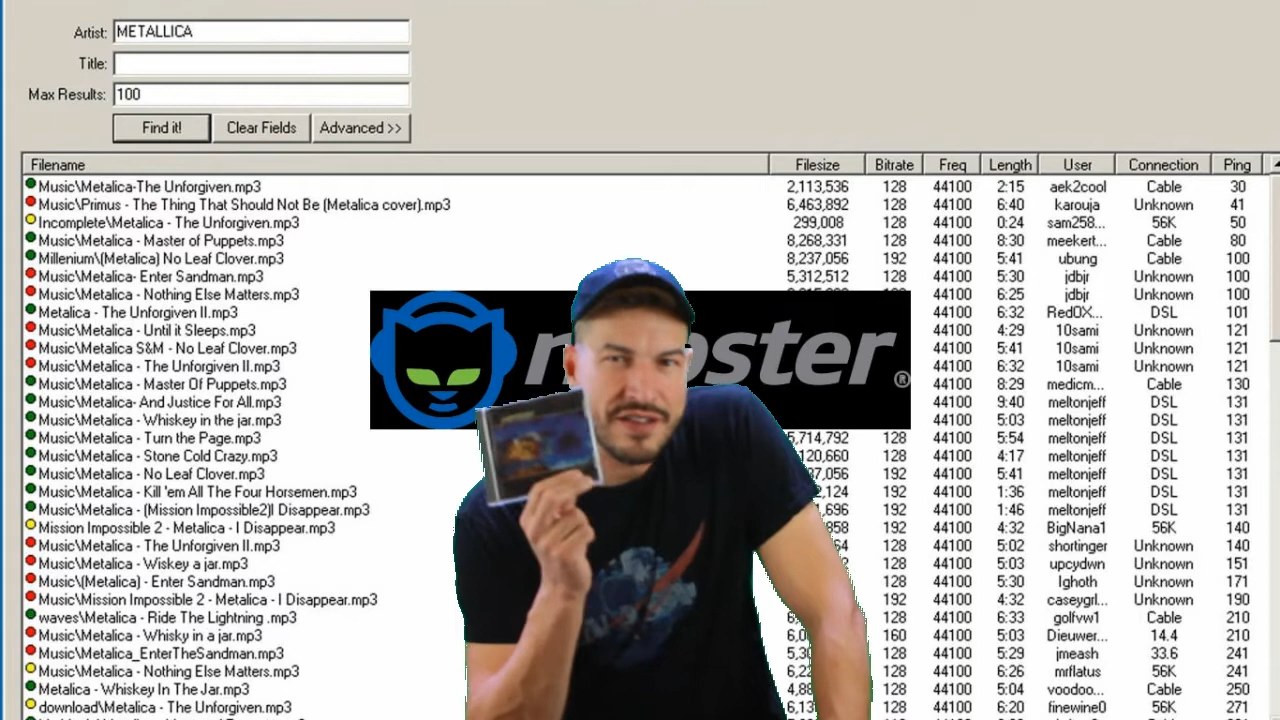 Artist: METALLICA
Title:
Max Results: 100
Find it! Clear Fields Advanced >>
Filename Filesize Bitrate Freq Length User Connection Ping
Music\Metalica-The Unforgiven.mp3 2,113,536 128 44100 2:15 aek2cool Cable 30
Music\Primus - The Thing That Should Not Be (Metalica cover).mp3 6,463,892 128 44100 6:40 karouja Unknown 41
Incomplete\Metalica - The Unforgiven.mp3 299,008 128 44100 0:24 sam258... 56K 50
Music\Metalica - Master of Puppets.mp3 8,268,331 128 44100 8:30 meekert... Cable 80
Millenium\(Metalica) No Leaf Clover.mp3 8,237,056 192 44100 5:41 ubung Cable 100
Music\Metalica- Enter Sandman.mp3 5,312,512 128 44100 5:30 jdbjr Unknown 100
Music\Metalica - Nothing Else Matters.mp3 128 44100 6:25 jdbjr Unknown 100
Metalica - The Unforgiven II.mp3 44100 6:32 RedOX... DSL 101
Music\Metalica - Until it Sleeps.mp3 44100 4:29 10sami Unknown 121
Music\Metalica S&M - No Leaf Clover.mp3 44100 5:41 10sami Unknown 121
Music\Metalica - The Unforgiven II.mp3 44100 6:32 10sami Unknown 121
Music\Metalica - Master Of Puppets.mp3 44100 8:29 medicm... Cable 130
Music\Metalica- And Justice For All.mp3 44100 9:40 meltonjeff DSL 131
Music\Metalica - Whiskey in the jar.mp3 44100 5:03 meltonjeff DSL 131
Music\Metalica - Turn the Page.mp3 5,714,792 128 44100 5:54 meltonjeff DSL 131
Music\Metalica - Stone Cold Crazy.mp3 120,660 128 44100 4:17 meltonjeff DSL 131
Music\Metalica - No Leaf Clover.mp3 37,056 192 44100 5:41 meltonjeff DSL 131
Music\Metalica - Kill 'em All The Four Horsemen.mp3 2,124 192 44100 1:36 meltonjeff DSL 131
Music\Metalica - (Mission Impossible2)I Disappear.mp3 ,696 192 44100 1:46 meltonjeff DSL 131
Mission Impossible 2 - Metalica - I Disappear.mp3 858 192 44100 4:32 BigNana1 56K 140
Music\Metalica - The Unforgiven II.mp3 64 128 44100 5:02 shortinger Unknown 140
Music\Metalica - Wiskey a jar.mp3 128 44100 5:03 upcydwn Unknown 151
Music\(Metalica) - Enter Sandman.mp3 128 44100 5:30 lghoth Unknown 171
Music\Mission Impossible 2 - Metalica - I Disappear.mp3 192 44100 4:32 caseygrl... Unknown 190
waves\Metalica - Ride The Lightning .mp3 128 44100 6:33 golfvw1 Cable 210
Music\Metalica - Whisky in a jar.mp3 160 44100 5:03 Dieuwer... 14.4 210
Music\Metalica_EnterTheSandman.mp3 128 44100 5:29 jmeash 33.6 241
Music\Metalica - Nothing Else Matters.mp3 128 44100 6:26 mrflatus 56K 241
Metalica - Whiskey In The Jar.mp3 128 44100 5:04 voodoo... Cable 250
download\Metalica - The Unforgiven.mp3 128 44100 6:20 finewine0 56K 271